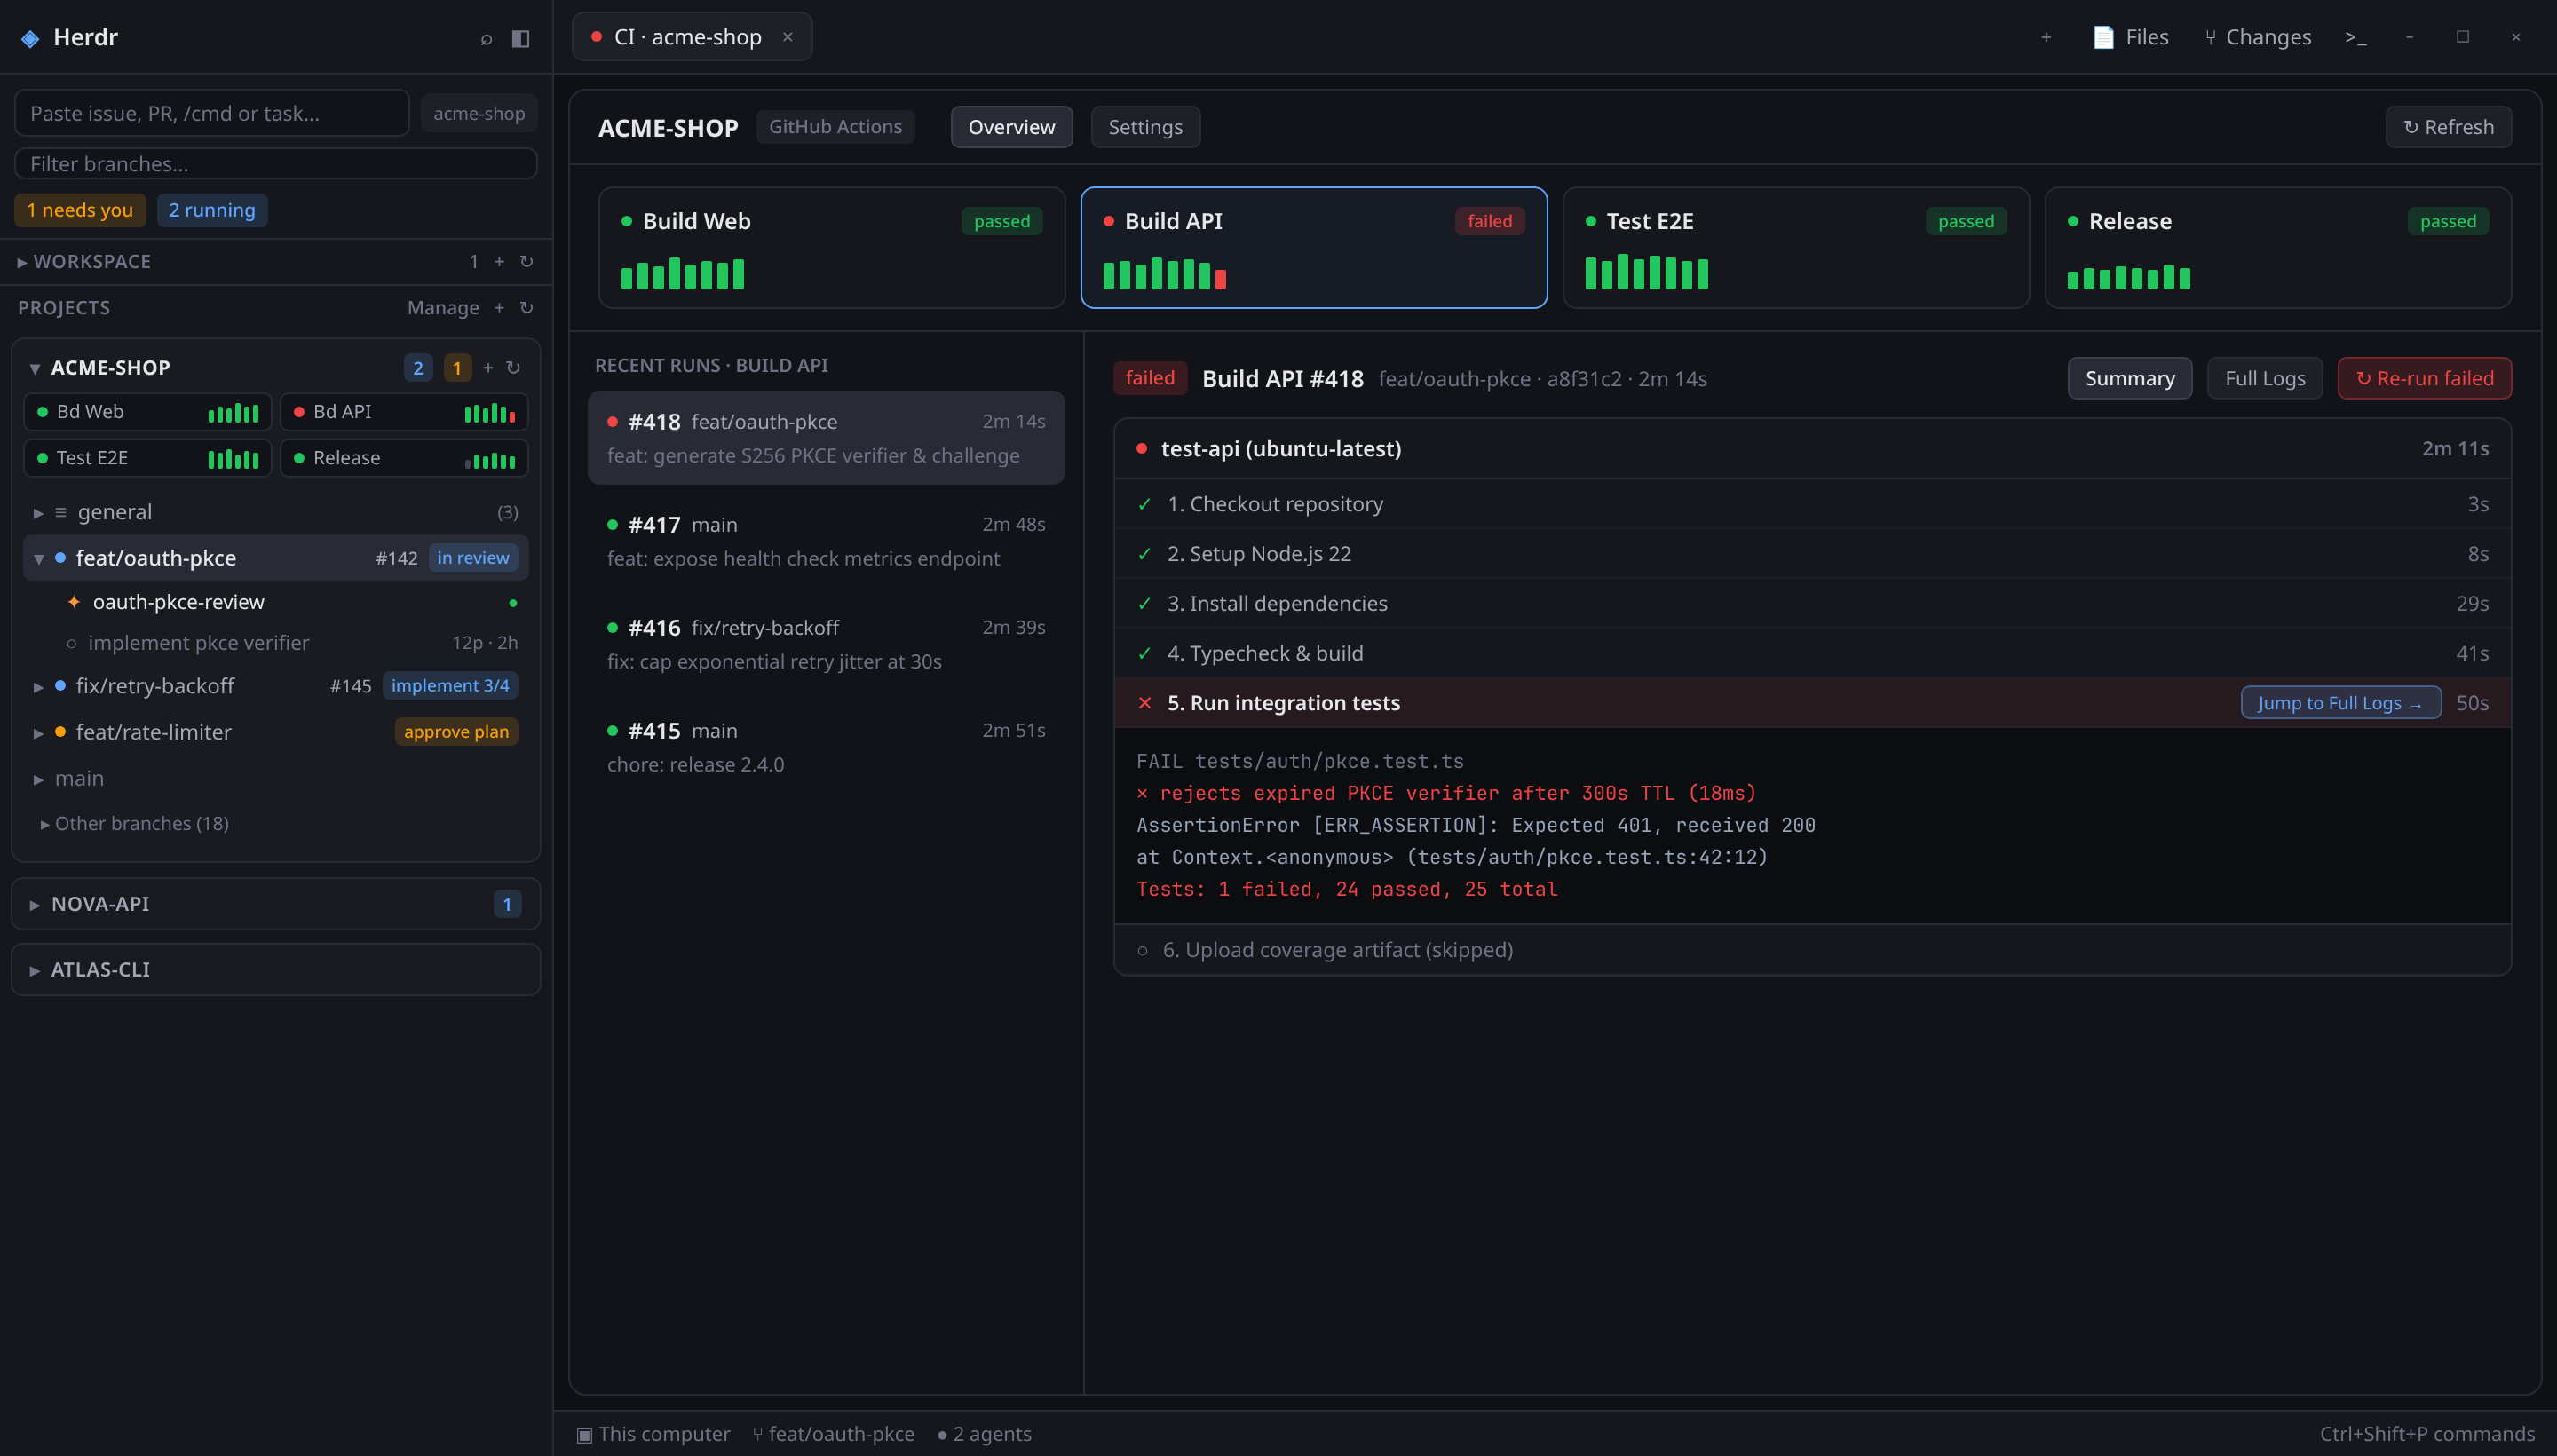 Herdr
CI · acme-shop ×
+ Files Changes >_ – ×
Paste issue, PR, /cmd or task... acme-shop
Filter branches...
1 needs you 2 running
WORKSPACE 1 +
PROJECTS Manage +
ACME-SHOP 2 1 +
Bd Web
Bd API
Test E2E
Release
general (3)
feat/oauth-pkce #142 in review
oauth-pkce-review
implement pkce verifier 12p · 2h
fix/retry-backoff #145 implement 3/4
feat/rate-limiter approve plan
main
Other branches (18)
NOVA-API 1
ATLAS-CLI
ACME-SHOP GitHub Actions Overview Settings ↻ Refresh
Build Web passed
Build API failed
Test E2E passed
Release passed
RECENT RUNS · BUILD API
#418 feat/oauth-pkce 2m 14s
feat: generate S256 PKCE verifier & challenge
#417 main 2m 48s
feat: expose health check metrics endpoint
#416 fix/retry-backoff 2m 39s
fix: cap exponential retry jitter at 30s
#415 main 2m 51s
chore: release 2.4.0
failed Build API #418 feat/oauth-pkce · a8f31c2 · 2m 14s Summary Full Logs ↻ Re-run failed
test-api (ubuntu-latest) 2m 11s
✓ 1. Checkout repository 3s
✓ 2. Setup Node.js 22 8s
✓ 3. Install dependencies 29s
✓ 4. Typecheck & build 41s
✕ 5. Run integration tests Jump to Full Logs → 50s
FAIL tests/auth/pkce.test.ts
× rejects expired PKCE verifier after 300s TTL (18ms)
AssertionError [ERR_ASSERTION]: Expected 401, received 200
at Context.<anonymous> (tests/auth/pkce.test.ts:42:12)
Tests: 1 failed, 24 passed, 25 total
○ 6. Upload coverage artifact (skipped)
This computer feat/oauth-pkce ● 2 agents Ctrl+Shift+P commands